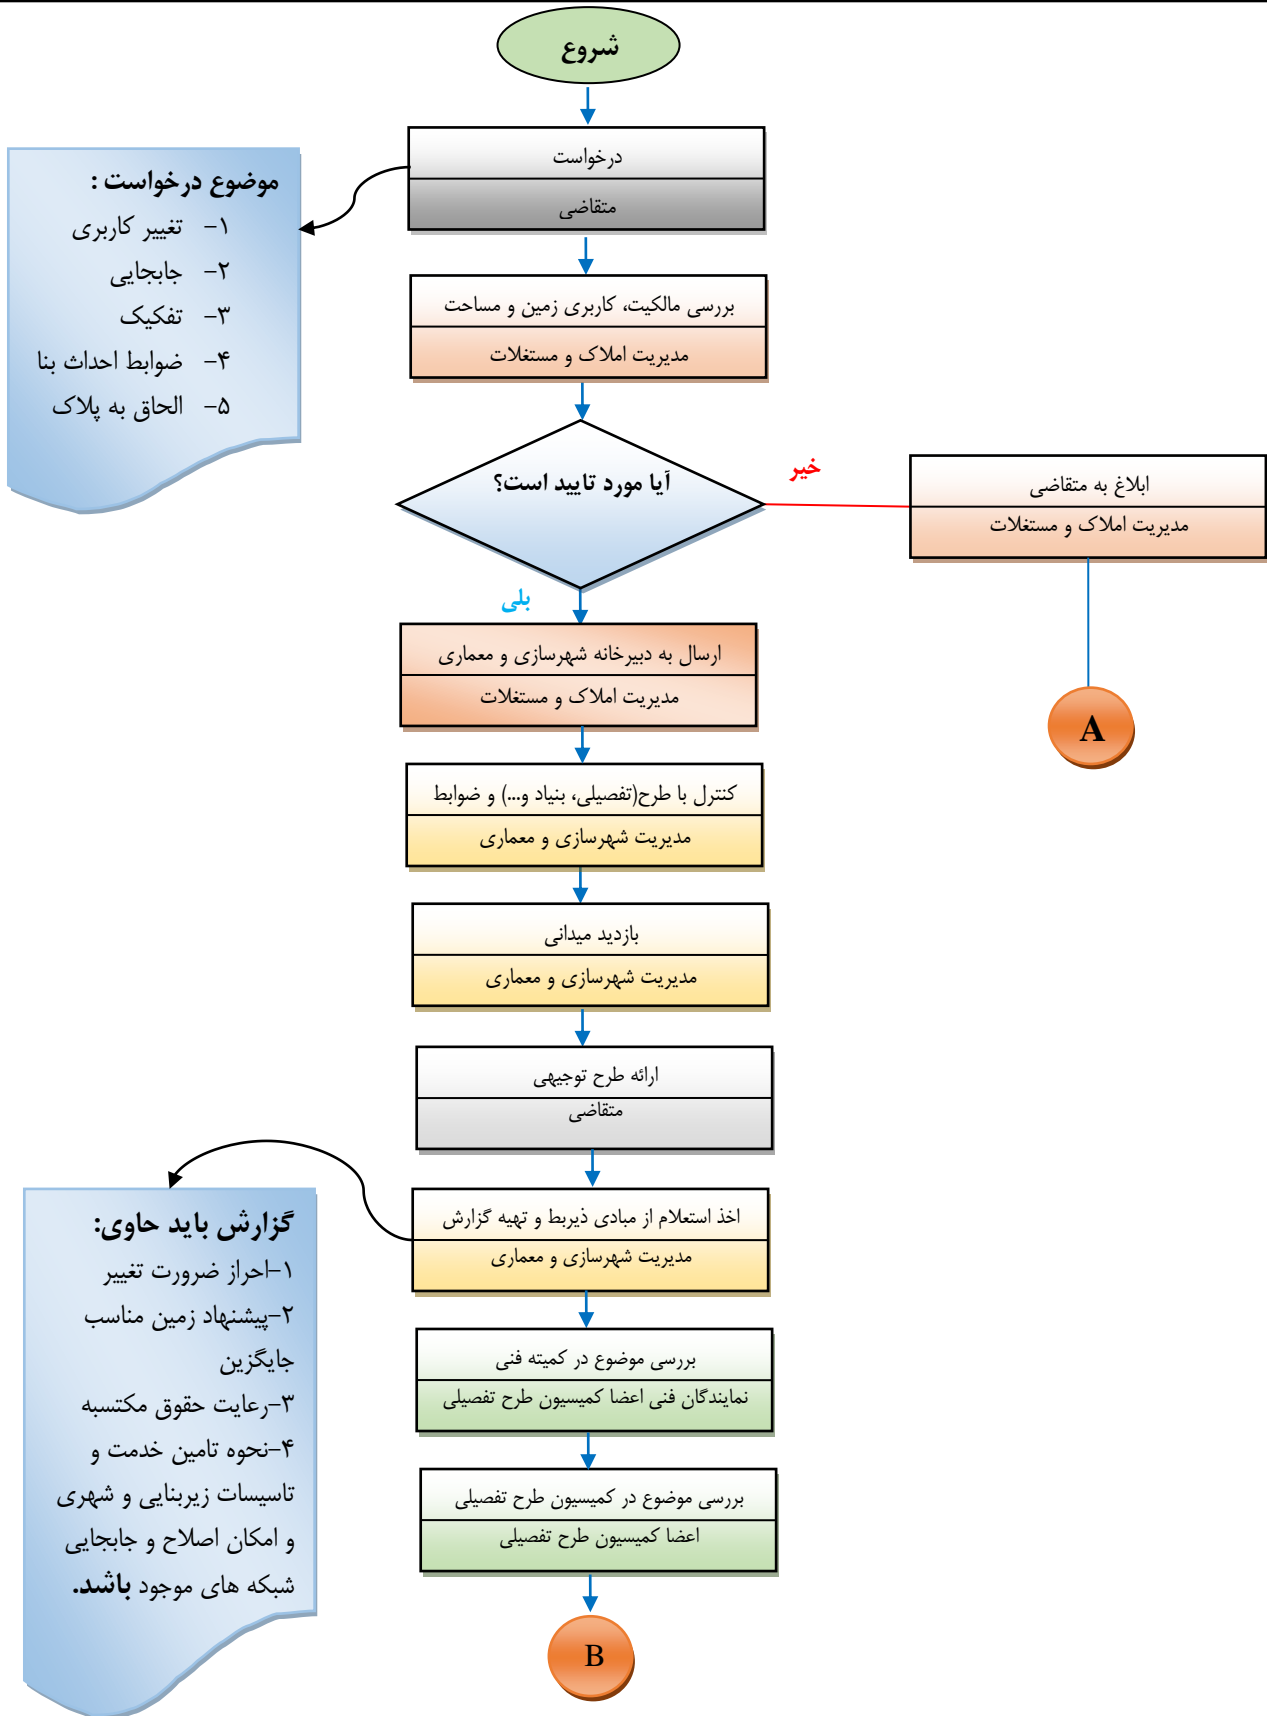 شروع
درخواست
متقاضی
موضوع درخواست :
۱- تغییر کاربری
۲- جابجایی
۳- تفکیک
۴- ضوابط احداث بنا
۵- الحاق به پلاک
بررسی مالکیت، کاربری زمین و مساحت
مدیریت املاک و مستغلات
آیا مورد تایید است؟
خیر
ابلاغ به متقاضی
مدیریت املاک و مستغلات
A
بلی
ارسال به دبیرخانه شهرسازی و معماری
مدیریت املاک و مستغلات
کنترل با طرح(تفصیلی، بنیاد و...) و ضوابط
مدیریت شهرسازی و معماری
بازدید میدانی
مدیریت شهرسازی و معماری
ارائه طرح توجیهی
متقاضی
اخذ استعلام از مبادی ذیربط و تهیه گزارش
مدیریت شهرسازی و معماری
گزارش باید حاوی:
۱-احراز ضرورت تغییر
۲-پیشنهاد زمین مناسب
جایگزین
۳-رعایت حقوق مکتسبه
۴-نحوه تامین خدمت و
تاسیسات زیربنایی و شهری
و امکان اصلاح و جابجایی
شبکه های موجود باشد.
بررسی موضوع در کمیته فنی
نمایندگان فنی اعضا کمیسیون طرح تفصیلی
بررسی موضوع در کمیسیون طرح تفصیلی
اعضا کمیسیون طرح تفصیلی
B